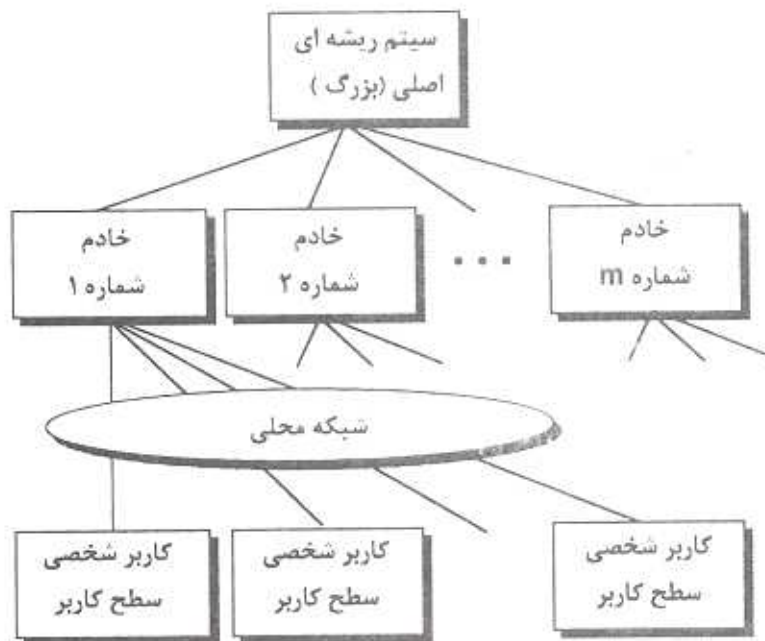 سیتم ریشه ای
اصلی (بزرگ )
خادم
شماره ۱
خادم
شماره ۲
...
خادم
شماره m
شبکه محلی
کاربر شخصی
سطح کاربر
کاربر شخصی
سطح کاربر
کاربر شخصی
سطح کاربر